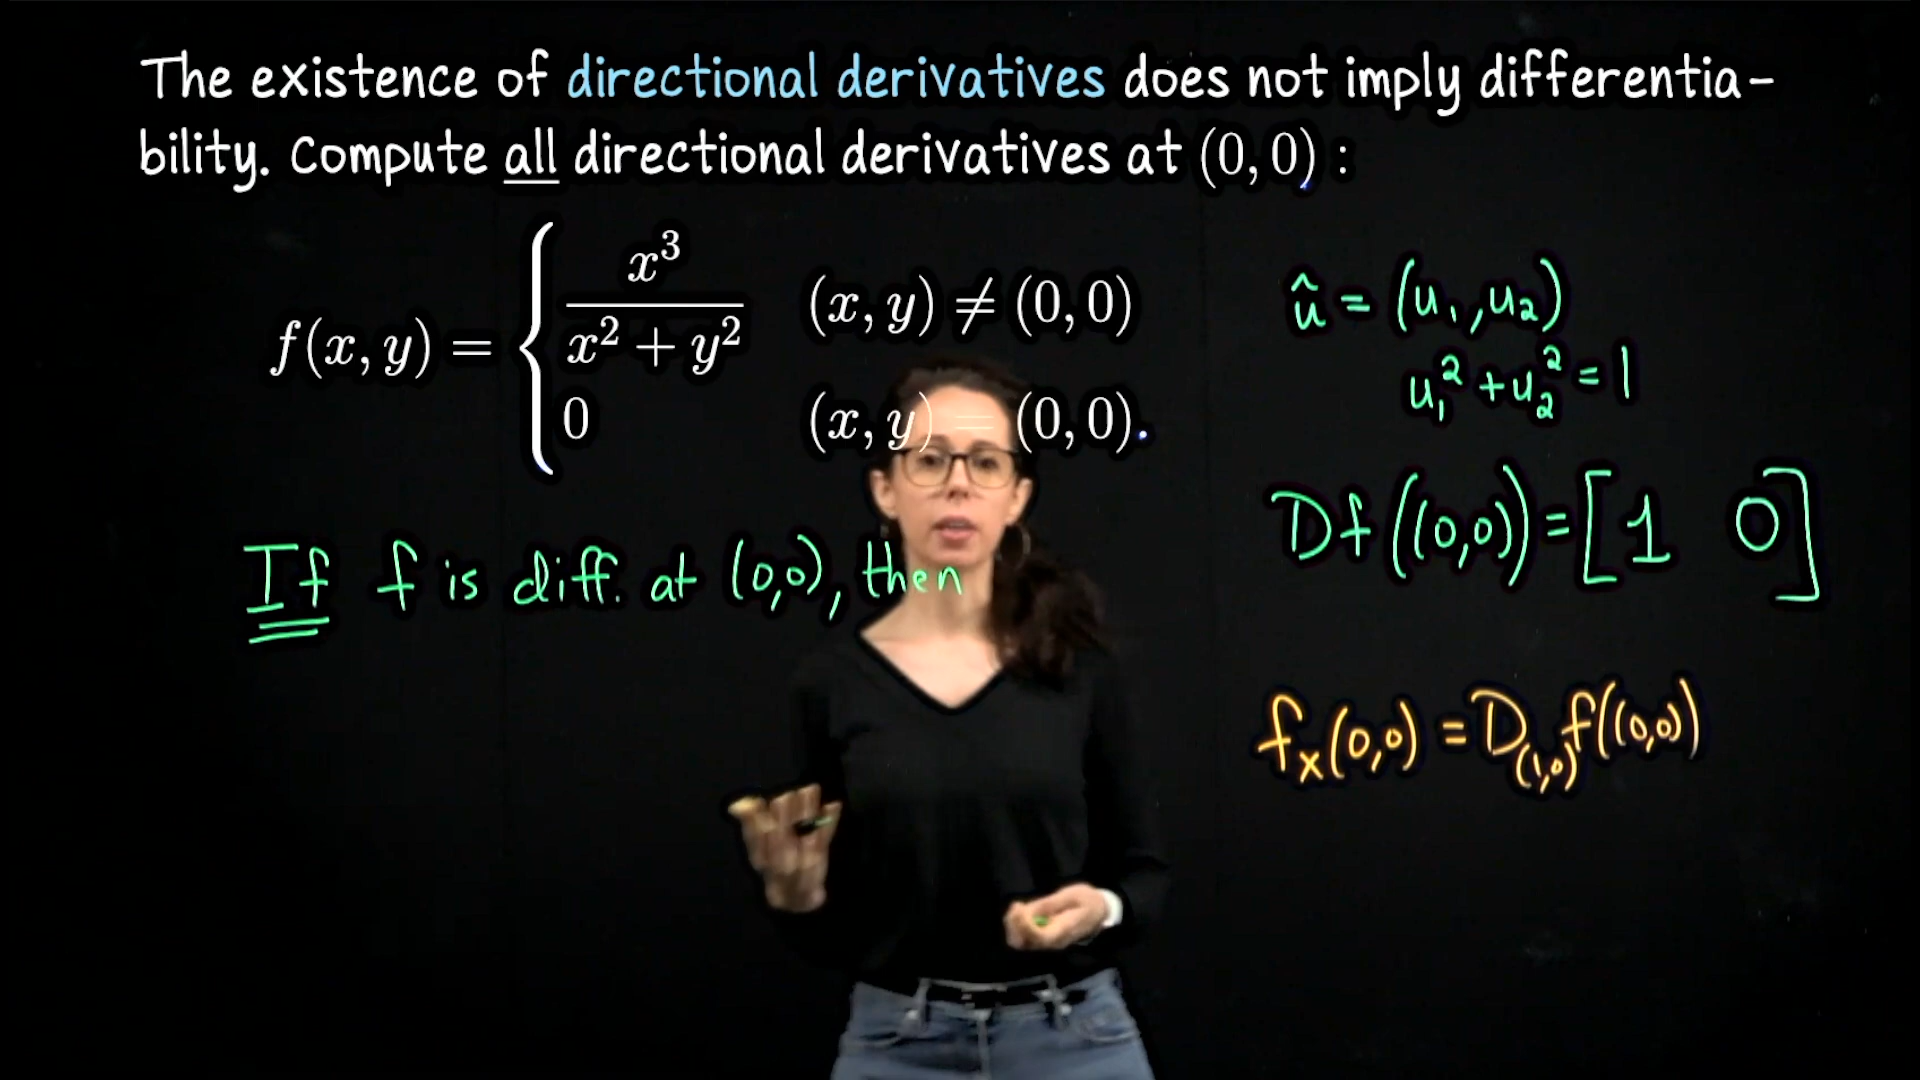 The existence of directional derivatives does not imply differentia-
bility. Compute all directional derivatives at (0, 0) :
f(x, y) = { x³ / (x² + y²) (x, y) ≠ (0, 0)
0 (x, y) = (0, 0).
û = (u₁, u₂)
u₁² + u₂² = 1
Df((0,0)) = [1 0]
If f is diff. at (0,0), then
fₓ(0,0) = D₍₁,₀₎f((0,0))